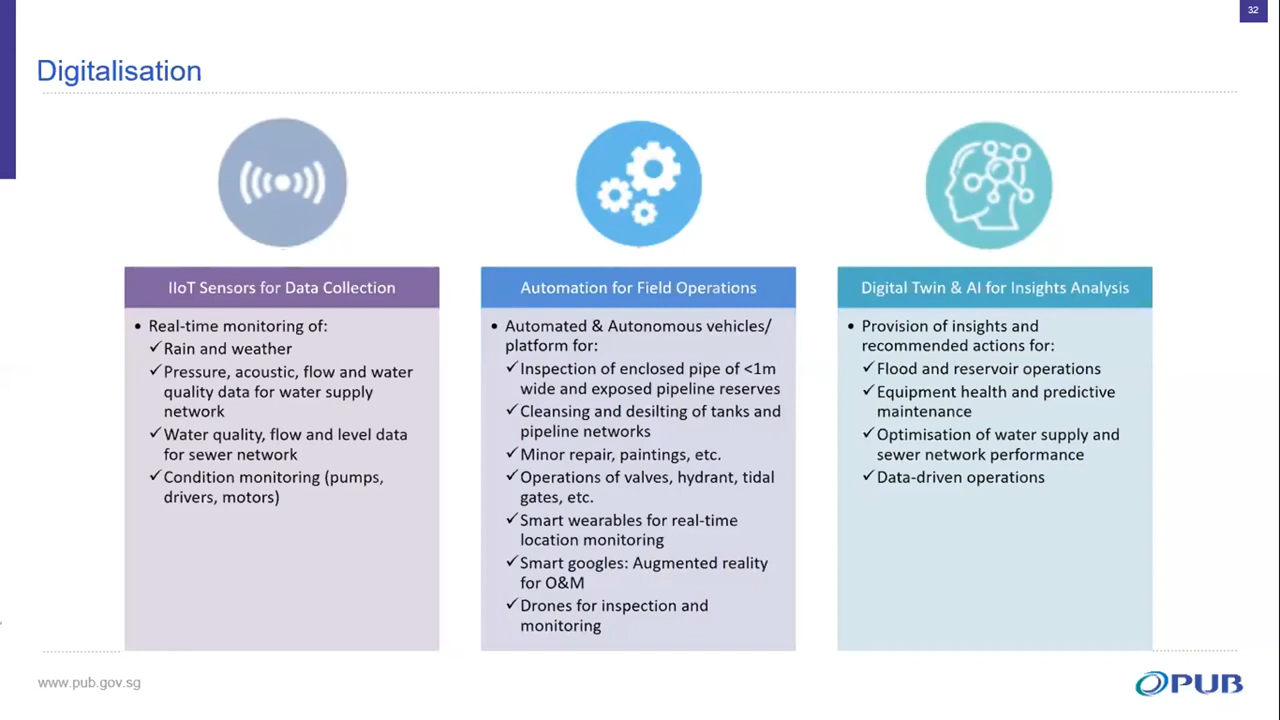 32
Digitalisation
IIoT Sensors for Data Collection
• Real-time monitoring of:
✓Rain and weather
✓Pressure, acoustic, flow and water
quality data for water supply
network
✓Water quality, flow and level data
for sewer network
✓Condition monitoring (pumps,
drivers, motors)
Automation for Field Operations
• Automated & Autonomous vehicles/
platform for:
✓Inspection of enclosed pipe of <1m
wide and exposed pipeline reserves
✓Cleansing and desilting of tanks and
pipeline networks
✓Minor repair, paintings, etc.
✓Operations of valves, hydrant, tidal
gates, etc.
✓Smart wearables for real-time
location monitoring
✓Smart googles: Augmented reality
for O&M
✓Drones for inspection and
monitoring
Digital Twin & AI for Insights Analysis
• Provision of insights and
recommended actions for:
✓Flood and reservoir operations
✓Equipment health and predictive
maintenance
✓Optimisation of water supply and
sewer network performance
✓Data-driven operations
www.pub.gov.sg
PUB